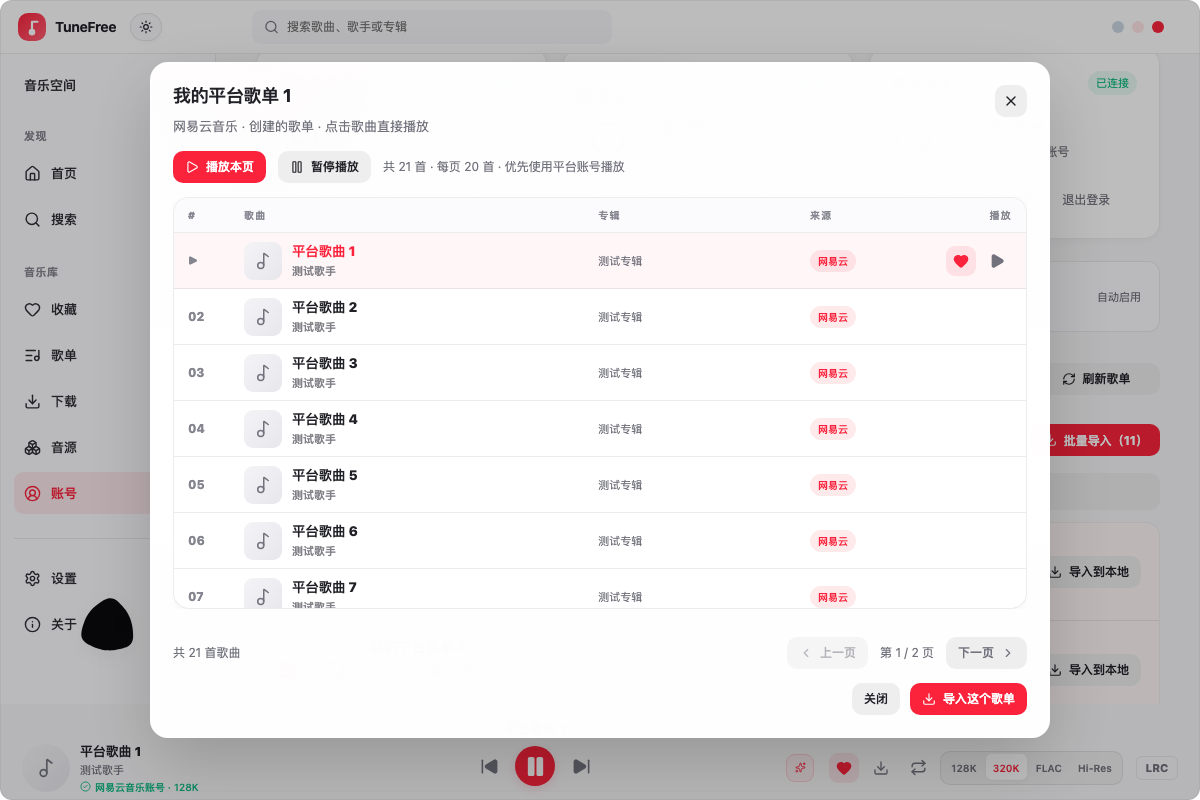 TuneFree
搜索歌曲、歌手或专辑
音乐空间
发现
首页
搜索
音乐库
收藏
歌单
下载
音源
账号
设置
关于
已连接
账号
退出登录
自动启用
刷新歌单
批量导入（11）
导入到本地
导入到本地
我的平台歌单 1
网易云音乐 · 创建的歌单 · 点击歌曲直接播放
播放本页 暂停播放 共 21 首 · 每页 20 首 · 优先使用平台账号播放
# 歌曲 专辑 来源 播放
平台歌曲 1
测试歌手 测试专辑 网易云
02 平台歌曲 2
测试歌手 测试专辑 网易云
03 平台歌曲 3
测试歌手 测试专辑 网易云
04 平台歌曲 4
测试歌手 测试专辑 网易云
05 平台歌曲 5
测试歌手 测试专辑 网易云
06 平台歌曲 6
测试歌手 测试专辑 网易云
07 平台歌曲 7
测试歌手 测试专辑 网易云
共 21 首歌曲 上一页 第 1 / 2 页 下一页
关闭 导入这个歌单
平台歌曲 1
测试歌手
网易云音乐账号 · 128K
128K 320K FLAC Hi-Res LRC